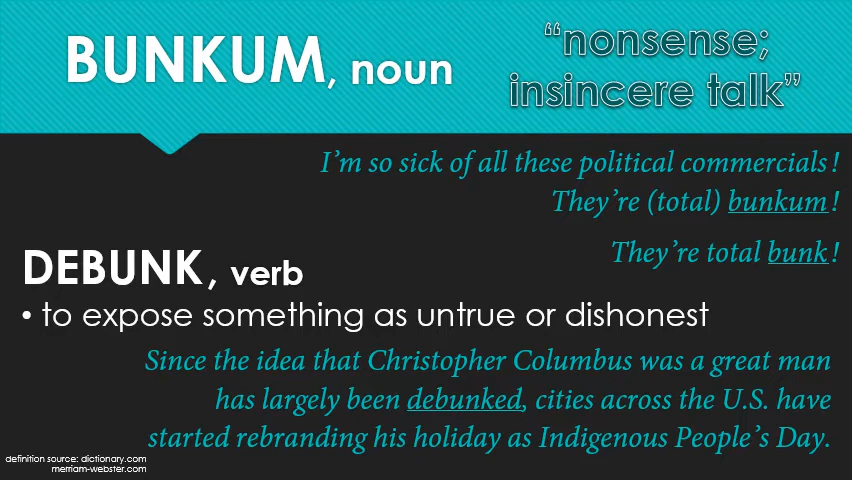 BUNKUM, noun
“nonsense;
insincere talk”
I’m so sick of all these political commercials!
They’re (total) bunkum!
They’re total bunk!
DEBUNK, verb
• to expose something as untrue or dishonest
Since the idea that Christopher Columbus was a great man
has largely been debunked, cities across the U.S. have
started rebranding his holiday as Indigenous People’s Day.
definition source: dictionary.com
merriam-webster.com